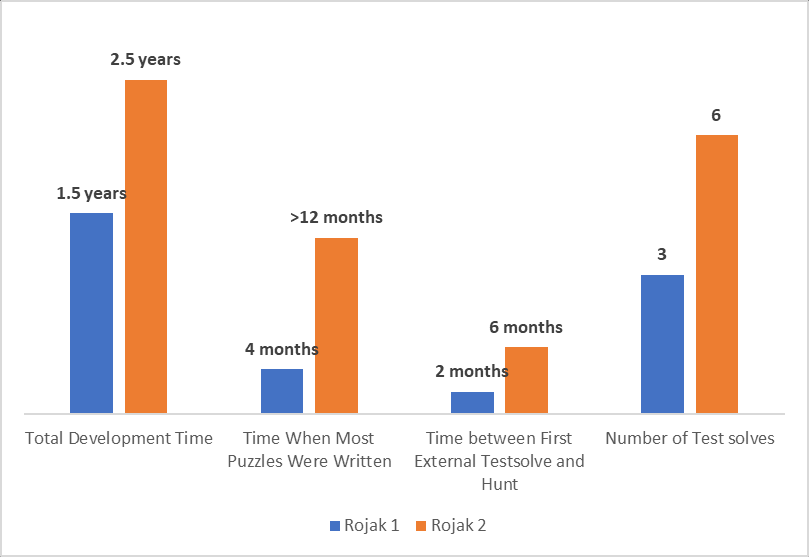 2.5 years
1.5 years
>12 months
4 months
6 months
2 months
6
3
Total Development Time
Time When Most
Puzzles Were Written
Time between First
External Testsolve and
Hunt
Number of Test solves
Rojak 1
Rojak 2